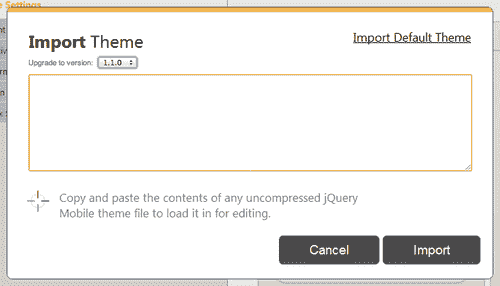 e Settings
Import Theme
Import Default Theme
Upgrade to version: 1.1.0
Copy and paste the contents of any uncompressed jQuery
Mobile theme file to load it in for editing.
Cancel
Import